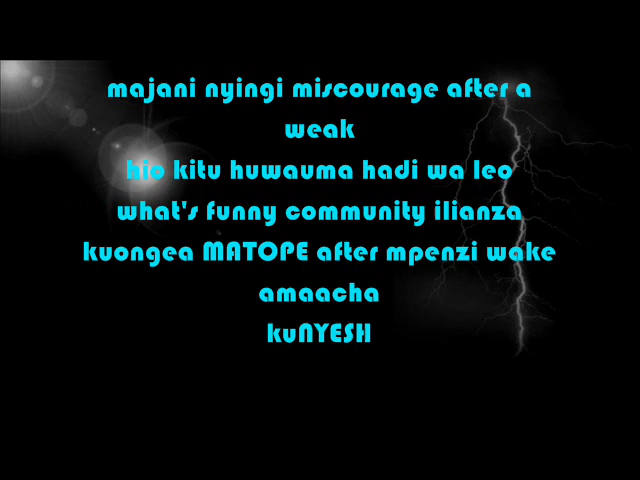 majani nyingi miscourage after a
weak
hio kitu huwauma hadi wa leo
what's funny community ilianza
kuongea MATOPE after mpenzi wake
amaacha
kuNYESH